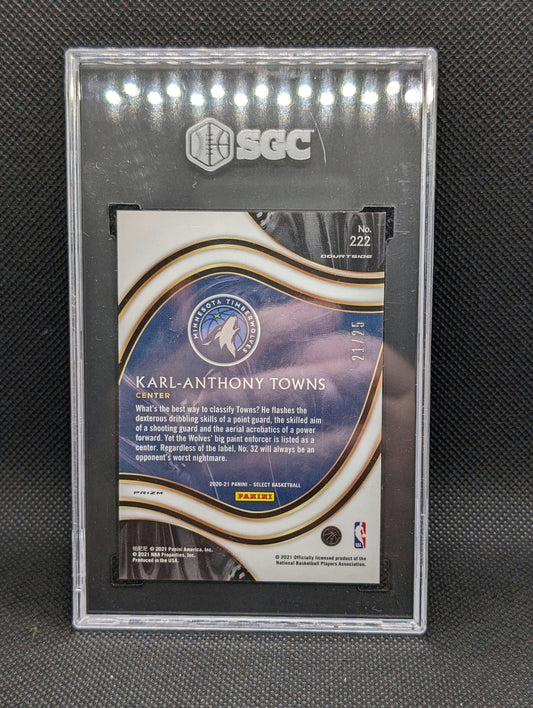 SGC
No.
222
COURTSIDE
MINNESOTA TIMBERWOLVES
21/25
KARL-ANTHONY TOWNS
CENTER
What's the best way to classify Towns? He flashes the
dexterous dribbling skills of a point guard, the skilled aim
of a shooting guard and the aerial acrobatics of a power
forward. Yet the Wolves' big paint enforcer is listed as a
center. Regardless of the label, No. 32 will always be an
opponent's worst nightmare.
2020-21 PANINI – SELECT BASKETBALL
PANINI
PRIZM
© 2021 Panini America, Inc.
© 2021 NBA Properties, Inc.
Produced in the USA.
NBA
© 2021 Officially licensed product of the
National Basketball Players Association.